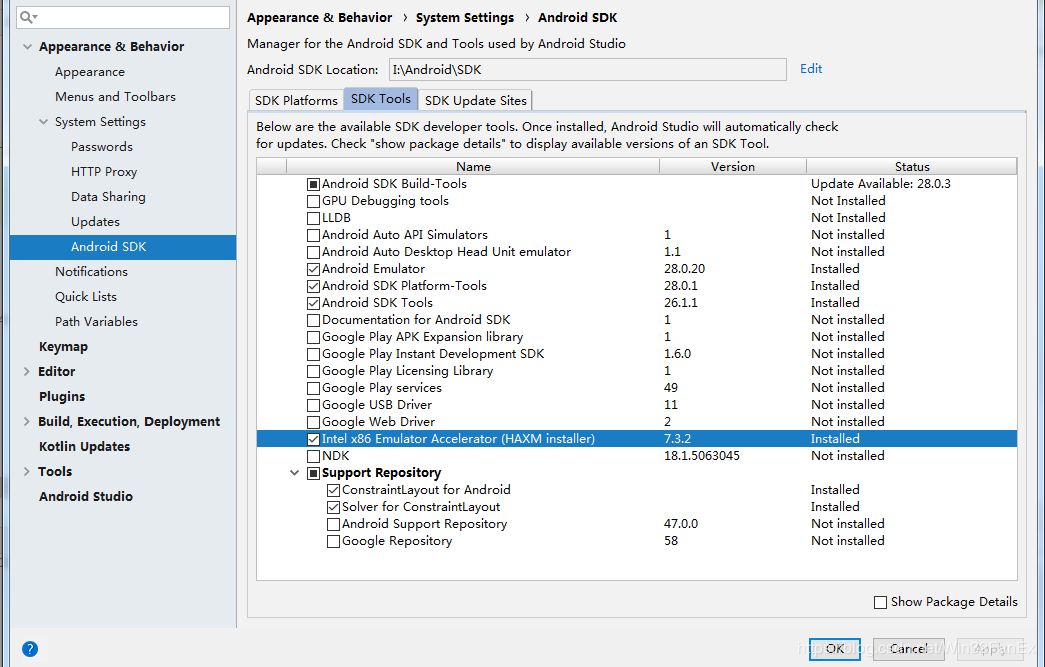 Appearance & Behavior
Appearance
Menus and Toolbars
System Settings
Passwords
HTTP Proxy
Data Sharing
Updates
Android SDK
Notifications
Quick Lists
Path Variables
Keymap
Editor
Plugins
Build, Execution, Deployment
Kotlin Updates
Tools
Android Studio
Appearance & Behavior › System Settings › Android SDK
Manager for the Android SDK and Tools used by Android Studio
Android SDK Location: I:\Android\SDK Edit
SDK Platforms SDK Tools SDK Update Sites
Below are the available SDK developer tools. Once installed, Android Studio will automatically check
for updates. Check "show package details" to display available versions of an SDK Tool.
Name Version Status
Android SDK Build-Tools Update Available: 28.0.3
GPU Debugging tools Not Installed
LLDB Not Installed
Android Auto API Simulators 1 Not installed
Android Auto Desktop Head Unit emulator 1.1 Not installed
Android Emulator 28.0.20 Installed
Android SDK Platform-Tools 28.0.1 Installed
Android SDK Tools 26.1.1 Installed
Documentation for Android SDK 1 Not installed
Google Play APK Expansion library 1 Not installed
Google Play Instant Development SDK 1.6.0 Not installed
Google Play Licensing Library 1 Not installed
Google Play services 49 Not installed
Google USB Driver 11 Not installed
Google Web Driver 2 Not installed
Intel x86 Emulator Accelerator (HAXM installer) 7.3.2 Installed
NDK 18.1.5063045 Not installed
Support Repository
ConstraintLayout for Android Installed
Solver for ConstraintLayout Installed
Android Support Repository 47.0.0 Not installed
Google Repository 58 Not installed
Show Package Details
? OK Cancel Apply